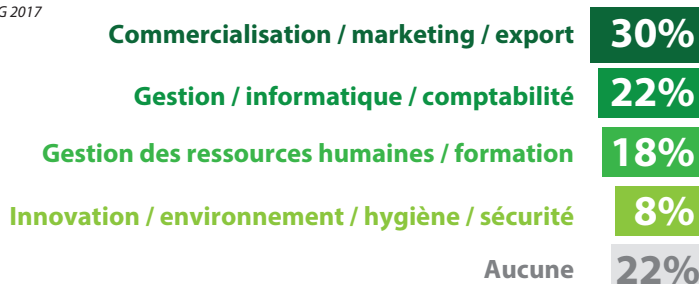 G 2017
Commercialisation / marketing / export 30%
Gestion / informatique / comptabilité 22%
Gestion des ressources humaines / formation 18%
Innovation / environnement / hygiène / sécurité 8%
Aucune 22%